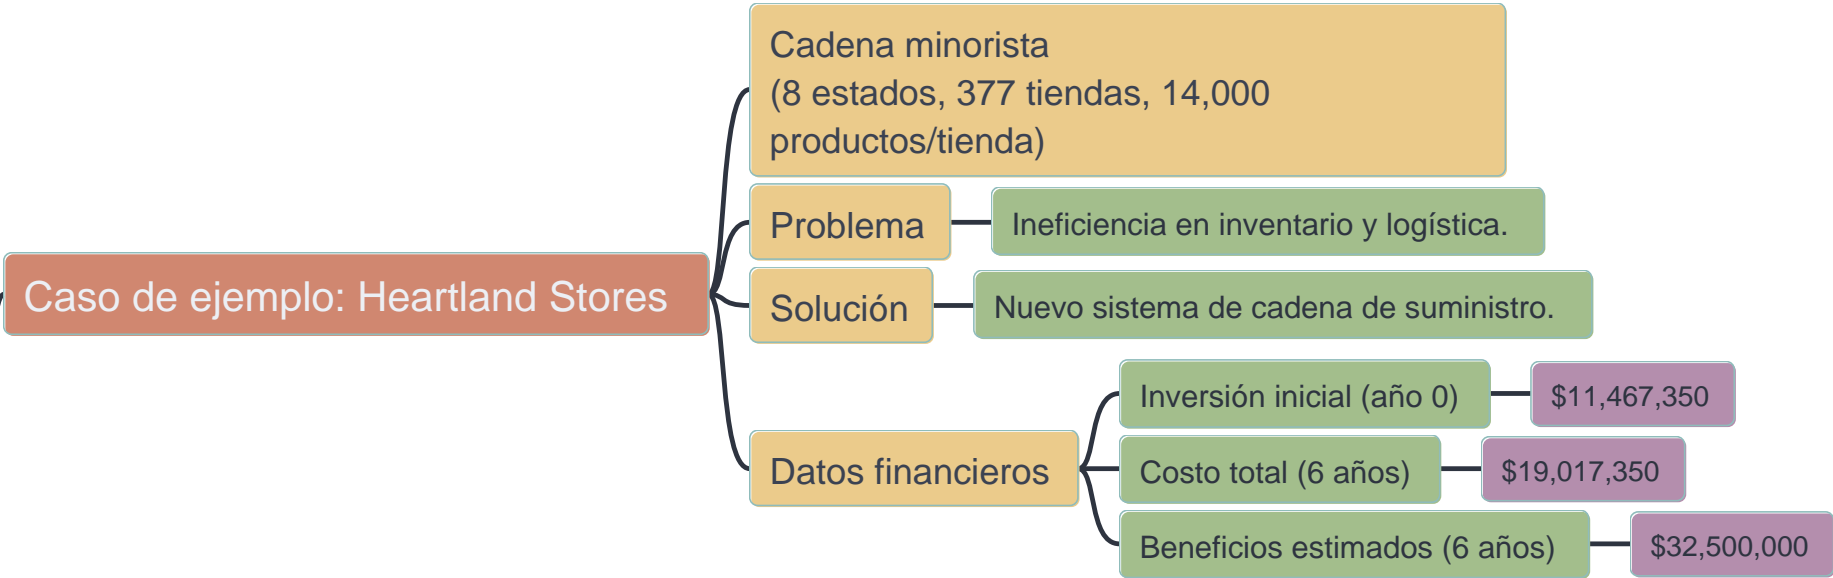 Caso de ejemplo: Heartland Stores
Cadena minorista
(8 estados, 377 tiendas, 14,000
productos/tienda)
Problema
Ineficiencia en inventario y logística.
Solución
Nuevo sistema de cadena de suministro.
Datos financieros
Inversión inicial (año 0)
$11,467,350
Costo total (6 años)
$19,017,350
Beneficios estimados (6 años)
$32,500,000